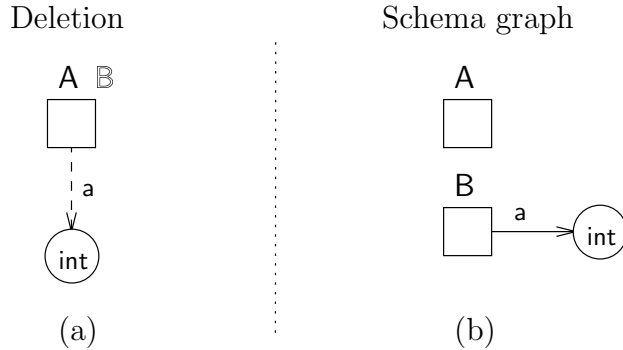 Deletion
A 𝔹
a
int
(a)
Schema graph
A
B
a
int
(b)